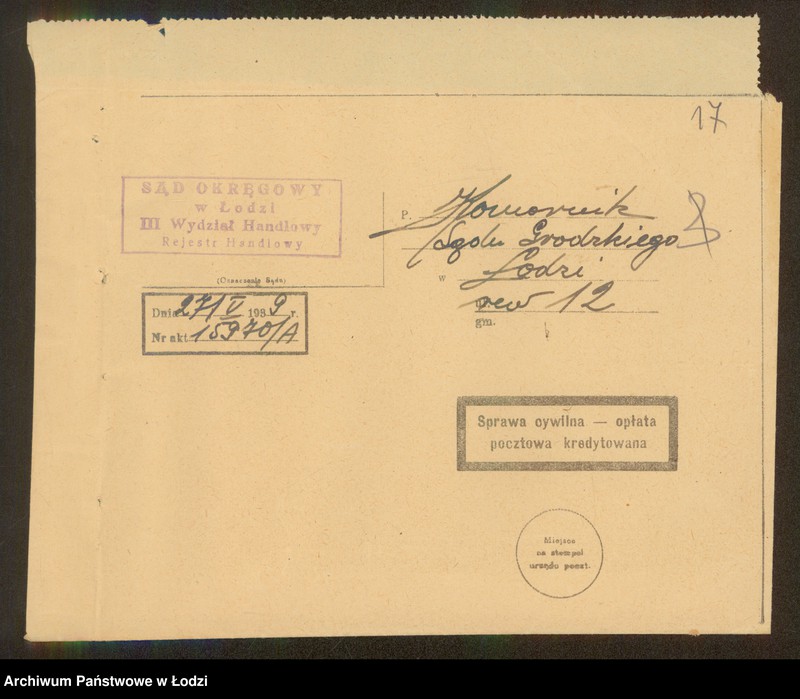 17
SĄD OKRĘGOWY
w Łodzi
III Wydział Handlowy
Rejestr Handlowy
(Oznaczenie Sądu)
Dnia 27/V 1939 r.
Nr akt. 15970/A
P. Komornik
Sądu Grodzkiego
w Łodzi
rew 12
gm.
Sprawa cywilna — opłata
pocztowa kredytowana
Miejsce
na stempel
urzędu poczt.
Archiwum Państwowe w Łodzi